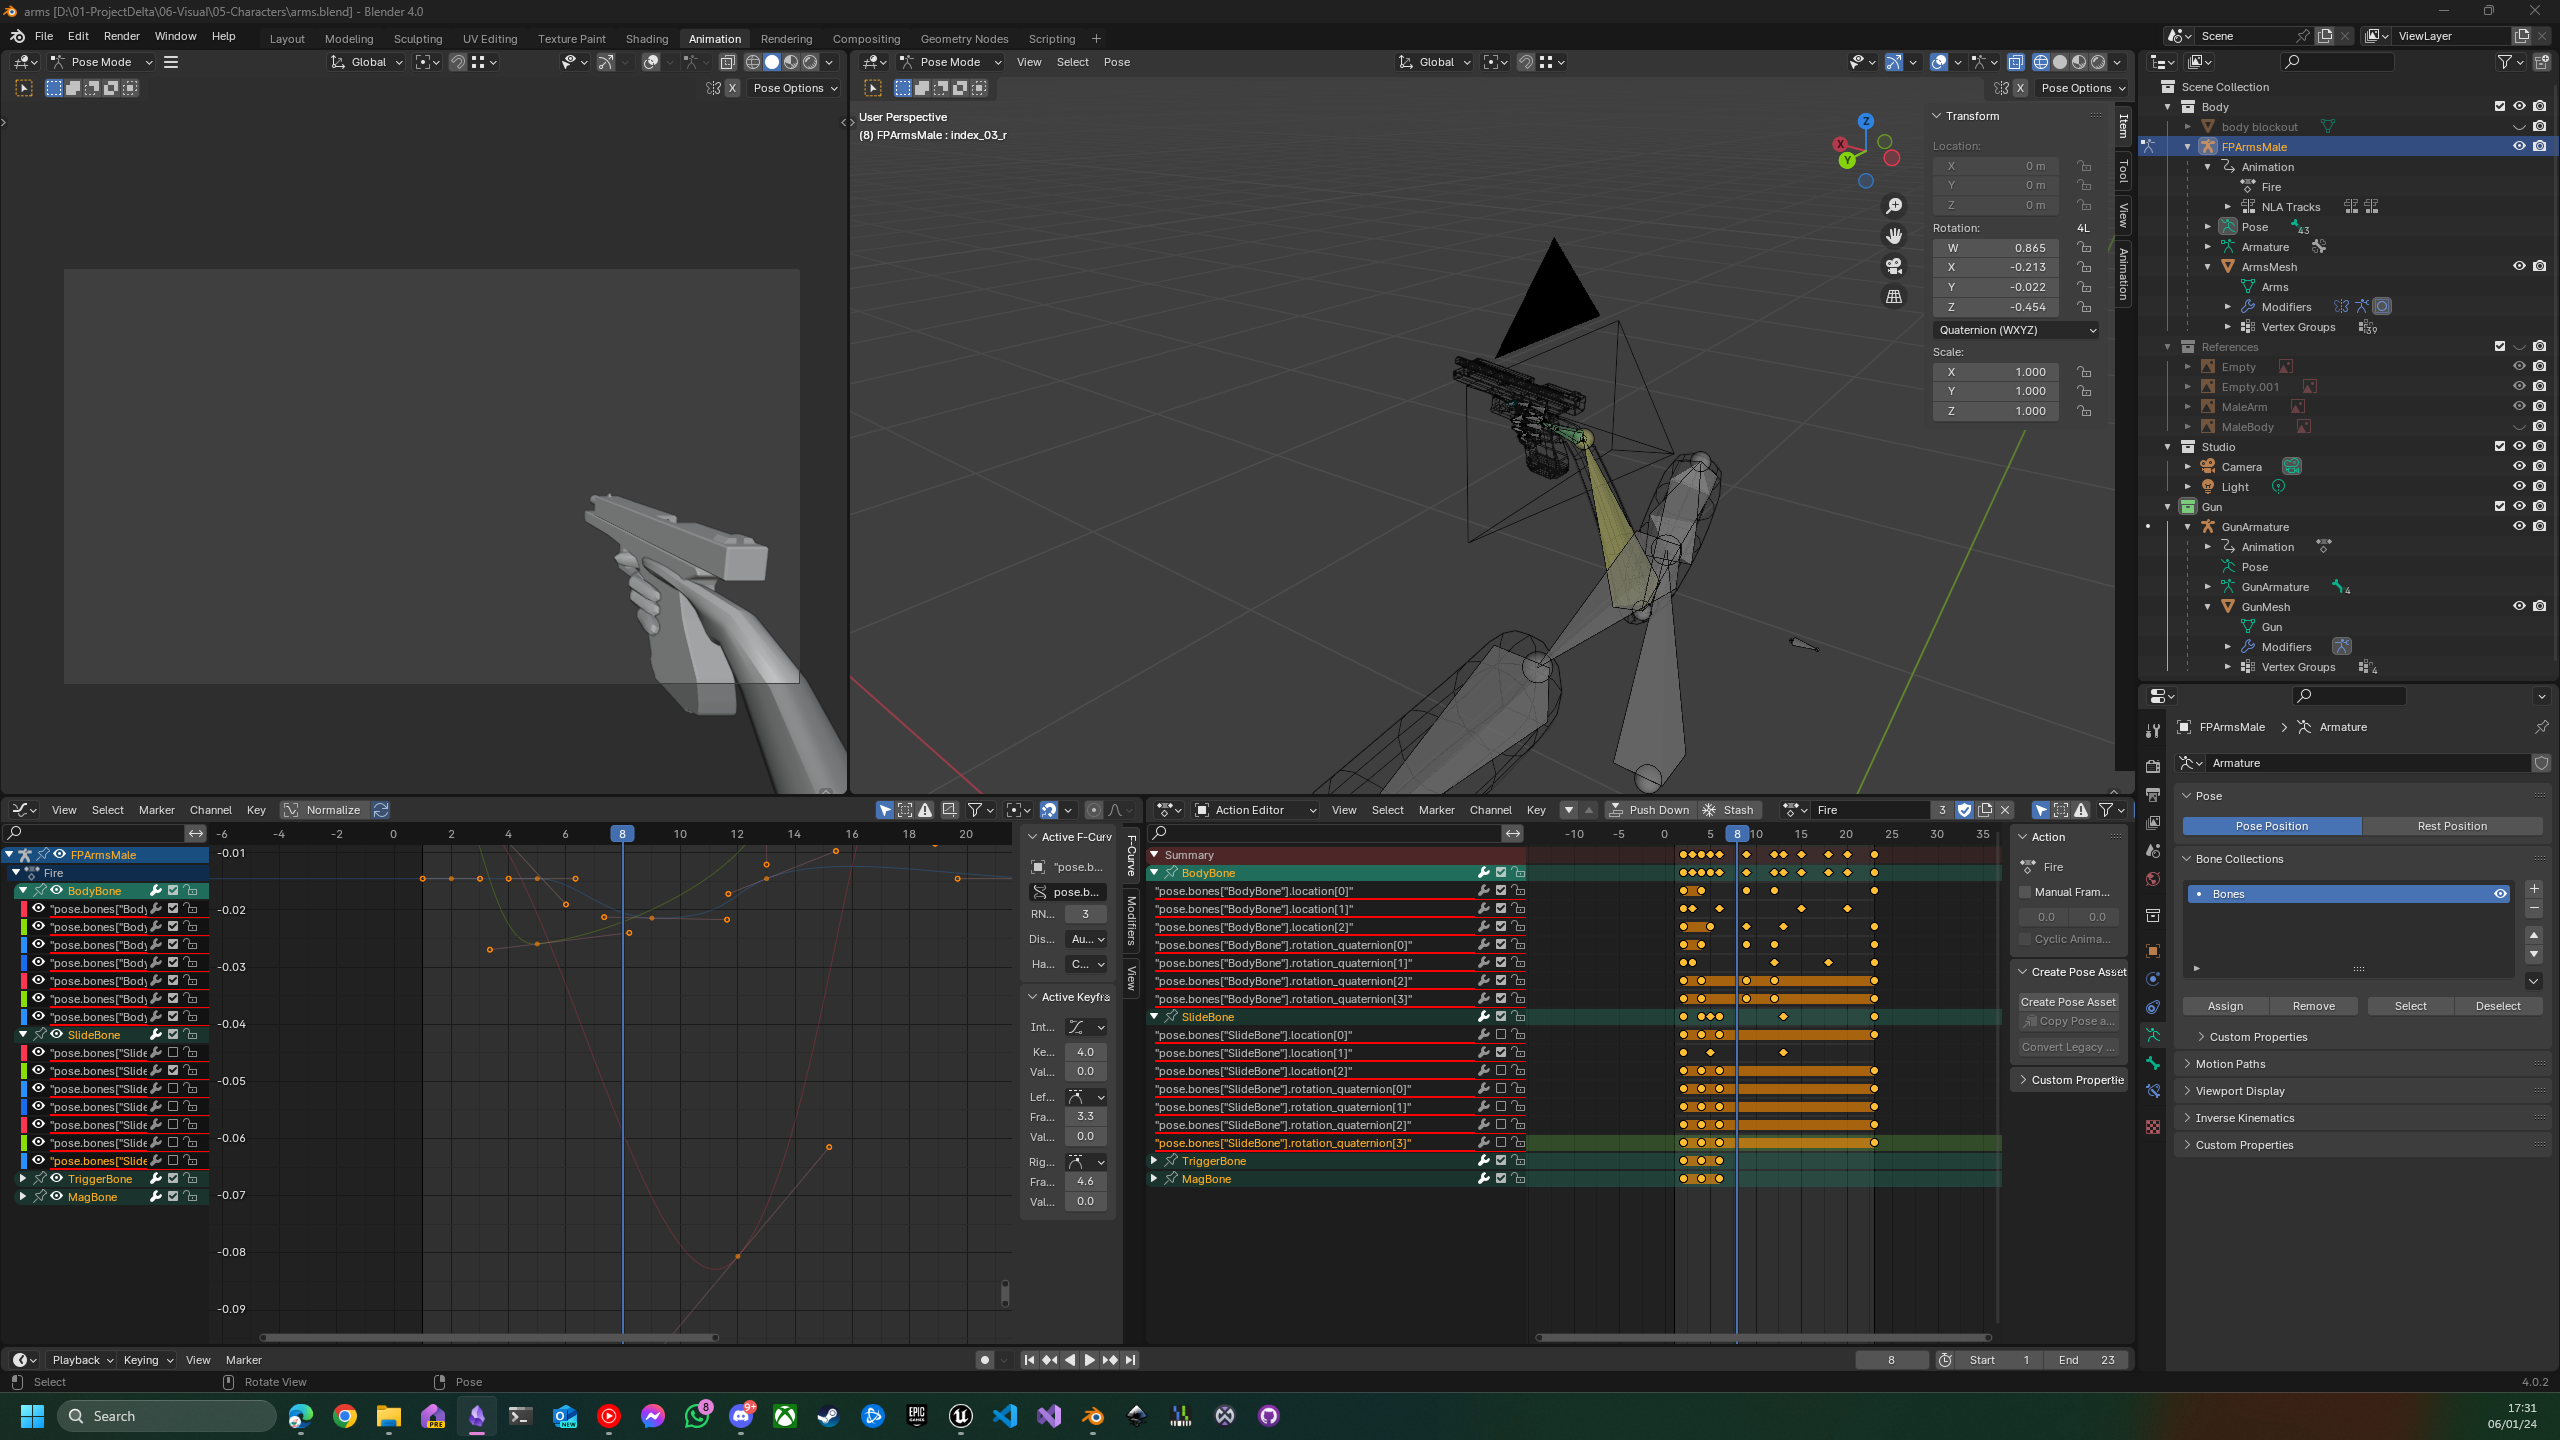 arms [D:\01-ProjectDelta\06-Visual\05-Characters\arms.blend] - Blender 4.0
File Edit Render Window Help Layout Modeling Sculpting UV Editing Texture Paint Shading Animation Rendering Compositing Geometry Nodes Scripting +
Scene ViewLayer
Pose Mode Global
Pose Mode View Select Pose Global
X Pose Options
X Pose Options
User Perspective
(8) FPArmsMale : index_03_r
Z
X
Y
Transform
Location:
X 0 m
Y 0 m
Z 0 m
Rotation: 4L
W 0.865
X -0.213
Y -0.022
Z -0.454
Quaternion (WXYZ)
Scale:
X 1.000
Y 1.000
Z 1.000
Item
Tool
View
Animation
Scene Collection
Body
body blockout
FPArmsMale
Animation
Fire
NLA Tracks
Pose 43
Armature
ArmsMesh
Arms
Modifiers
Vertex Groups 39
References
Empty
Empty.001
MaleArm
MaleBody
Studio
Camera
Light
Gun
GunArmature
Animation
Pose
GunArmature 4
GunMesh
Gun
Modifiers
Vertex Groups 4
FPArmsMale > Armature
Armature
Pose
Pose Position Rest Position
Bone Collections
Bones
Assign Remove Select Deselect
Custom Properties
Motion Paths
Viewport Display
Inverse Kinematics
Custom Properties
View Select Marker Channel Key Normalize
-6 -4 -2 0 2 4 6 8 10 12 14 16 18 20
FPArmsMale
Fire
BodyBone
"pose.bones["Body
"pose.bones["Body
"pose.bones["Body
"pose.bones["Body
"pose.bones["Body
"pose.bones["Body
"pose.bones["Body
SlideBone
"pose.bones["Slide
"pose.bones["Slide
"pose.bones["Slide
"pose.bones["Slide
"pose.bones["Slide
"pose.bones["Slide
"pose.bones["Slide
TriggerBone
MagBone
-0.01
-0.02
-0.03
-0.04
-0.05
-0.06
-0.07
-0.08
-0.09
Active F-Curv
"pose.b...
pose.b...
RN... 3
Dis... Au...
Ha... C...
Active Keyfra
Int...
Ke... 4.0
Val... 0.0
Lef...
Fra... 3.3
Val... 0.0
Rig...
Fra... 4.6
Val... 0.0
F-Curve
Modifiers
View
Action Editor View Select Marker Channel Key Push Down Stash Fire 3
-10 -5 0 5 8 10 15 20 25 30 35
Summary
BodyBone
"pose.bones["BodyBone"].location[0]"
"pose.bones["BodyBone"].location[1]"
"pose.bones["BodyBone"].location[2]"
"pose.bones["BodyBone"].rotation_quaternion[0]"
"pose.bones["BodyBone"].rotation_quaternion[1]"
"pose.bones["BodyBone"].rotation_quaternion[2]"
"pose.bones["BodyBone"].rotation_quaternion[3]"
SlideBone
"pose.bones["SlideBone"].location[0]"
"pose.bones["SlideBone"].location[1]"
"pose.bones["SlideBone"].location[2]"
"pose.bones["SlideBone"].rotation_quaternion[0]"
"pose.bones["SlideBone"].rotation_quaternion[1]"
"pose.bones["SlideBone"].rotation_quaternion[2]"
"pose.bones["SlideBone"].rotation_quaternion[3]"
TriggerBone
MagBone
Action
Fire
Manual Fram...
0.0 0.0
Cyclic Anima...
Create Pose Asset
Create Pose Asset
Copy Pose a...
Convert Legacy ...
Custom Propertie
Playback Keying View Marker 8 Start 1 End 23
Select Rotate View Pose 4.0.2
Search PRE NEW 8 9+ EPIC GAMES 17:31
06/01/24